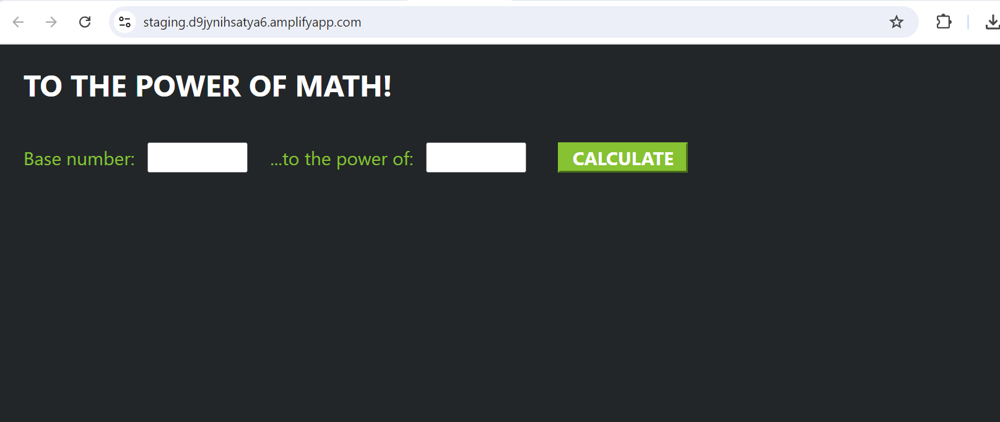 staging.d9jynihsatya6.amplifyapp.com
TO THE POWER OF MATH!
Base number: ...to the power of: CALCULATE